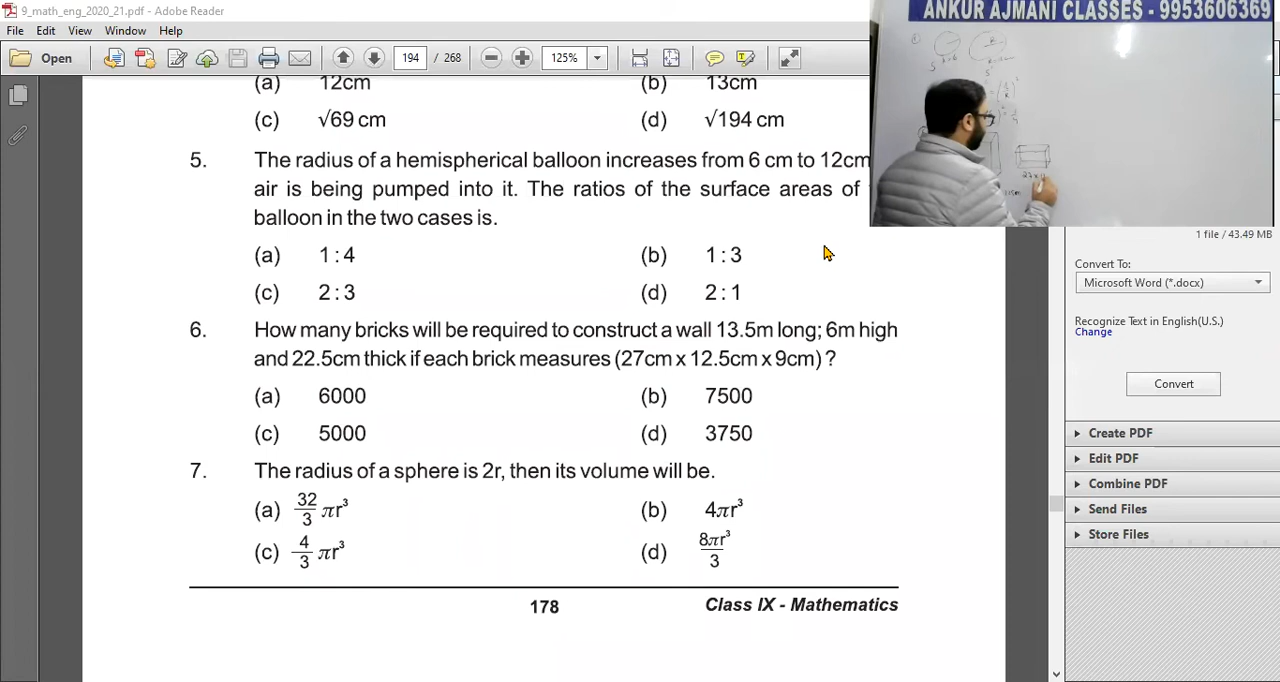 9_math_eng_2020_21.pdf - Adobe Reader
File Edit View Window Help
Open 194 / 268 125%
ANKUR AJMANI CLASSES - 9953606369
(a) 12cm (b) 13cm
(c) √69 cm (d) √194 cm
5. The radius of a hemispherical balloon increases from 6 cm to 12cm
air is being pumped into it. The ratios of the surface areas of
balloon in the two cases is.
(a) 1 : 4 (b) 1 : 3
(c) 2 : 3 (d) 2 : 1
6. How many bricks will be required to construct a wall 13.5m long; 6m high
and 22.5cm thick if each brick measures (27cm x 12.5cm x 9cm) ?
(a) 6000 (b) 7500
(c) 5000 (d) 3750
7. The radius of a sphere is 2r, then its volume will be.
(a) 32/3 πr³ (b) 4πr³
(c) 4/3 πr³ (d) 8πr³/3
178 Class IX - Mathematics
1 file / 43.49 MB
Convert To:
Microsoft Word (*.docx)
Recognize Text in English(U.S.)
Change
Convert
Create PDF
Edit PDF
Combine PDF
Send Files
Store Files